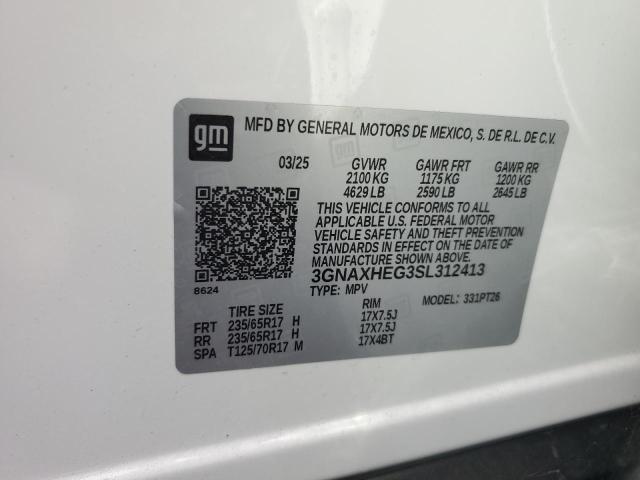 gm
MFD BY GENERAL MOTORS DE MEXICO, S. DE R.L. DE C.V.
03/25 GVWR GAWR FRT GAWR RR
2100 KG 1175 KG 1200 KG
4629 LB 2590 LB 2645 LB
THIS VEHICLE CONFORMS TO ALL
APPLICABLE U.S. FEDERAL MOTOR
VEHICLE SAFETY AND THEFT PREVENTION
STANDARDS IN EFFECT ON THE DATE OF
3GNAXHEG3SL312413
8624
TYPE: MPV MODEL: 331PT26
TIRE SIZE RIM
FRT 235/65R17 H 17X7.5J
RR 235/65R17 H 17X7.5J
SPA T125/70R17 M 17X4BT